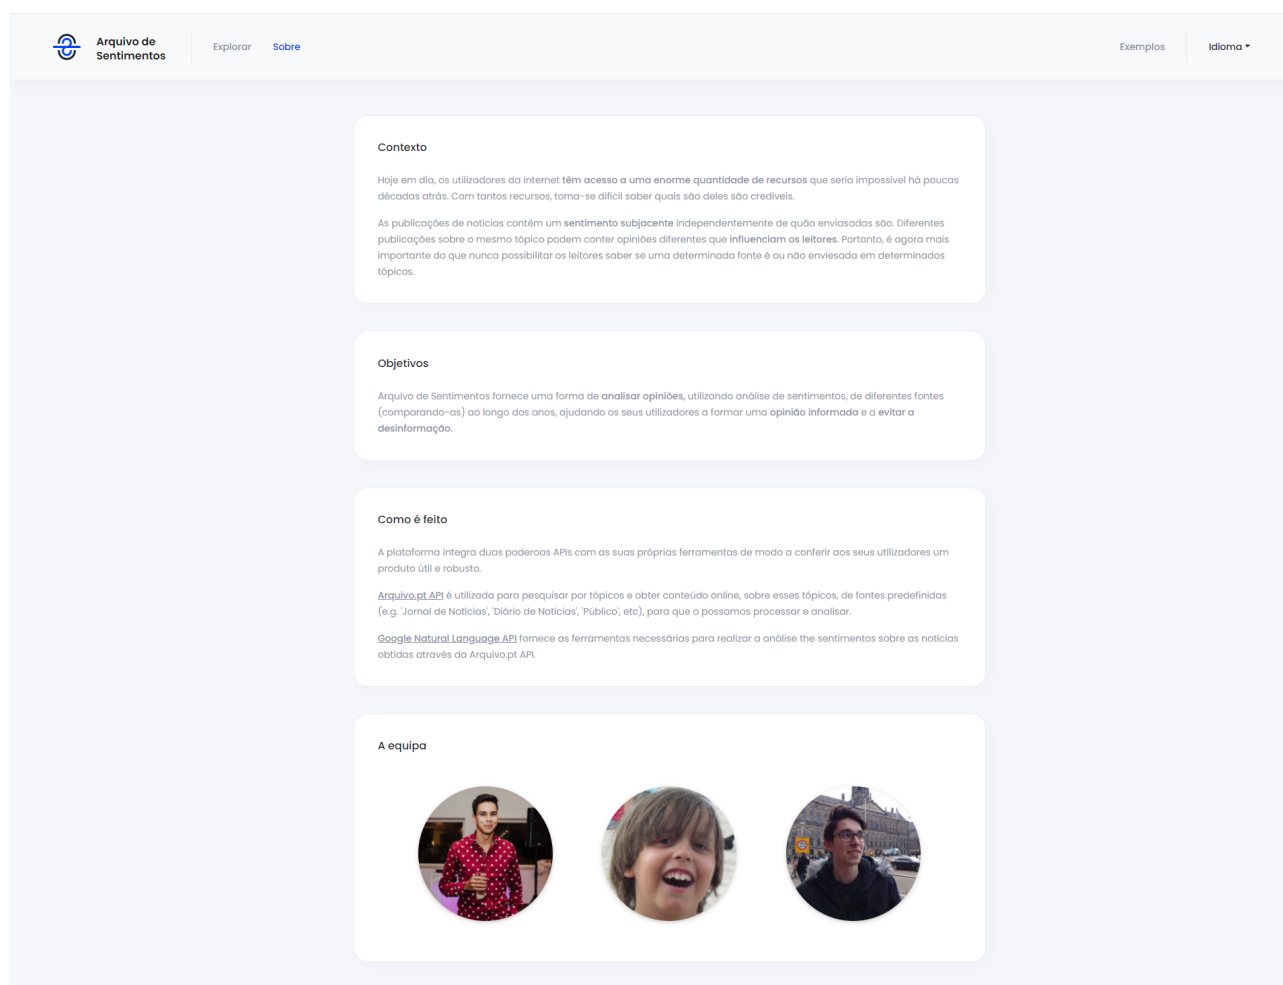 Arquivo de
Sentimentos
Explorar
Sobre
Exemplos
Idioma
Contexto
Hoje em dia, os utilizadores da Internet têm acesso a uma enorme quantidade de recursos que seria impossível há poucas
décadas atrás. Com tantos recursos, torna-se difícil saber quais são deles são credíveis.
As publicações de notícias contêm um sentimento subjacente independentemente de quão enviasadas são. Diferentes
publicações sobre o mesmo tópico podem conter opiniões diferentes que influenciam os leitores. Portanto, é agora mais
importante do que nunca possibilitar os leitores saber se uma determinada fonte é ou não enviesada em determinados
tópicos.
Objetivos
Arquivo de Sentimentos fornece uma forma de analisar opiniões, utilizando análise de sentimentos, de diferentes fontes
(comparando-as) ao longo dos anos, ajudando os seus utilizadores a formar uma opinião informada e a evitar a
desinformação.
Como é feito
A plataforma integra duas poderoas APIs com as suas próprias ferramentas de modo a conferir aos seus utilizadores um
produto útil e robusto.
Arquivo.pt API é utilizada para pesquisar por tópicos e obter conteúdo online, sobre esses tópicos, de fontes predefinidas
(e.g. 'Jornal de Notícias', 'Diário de Noticias', 'Público', etc), para que o possamos processar e analisar.
Google Natural Language API fornece as ferramentas necessárias para realizar a análise the sentimentos sobre as notícias
obtidas através da Arquivo.pt API.
A equipa